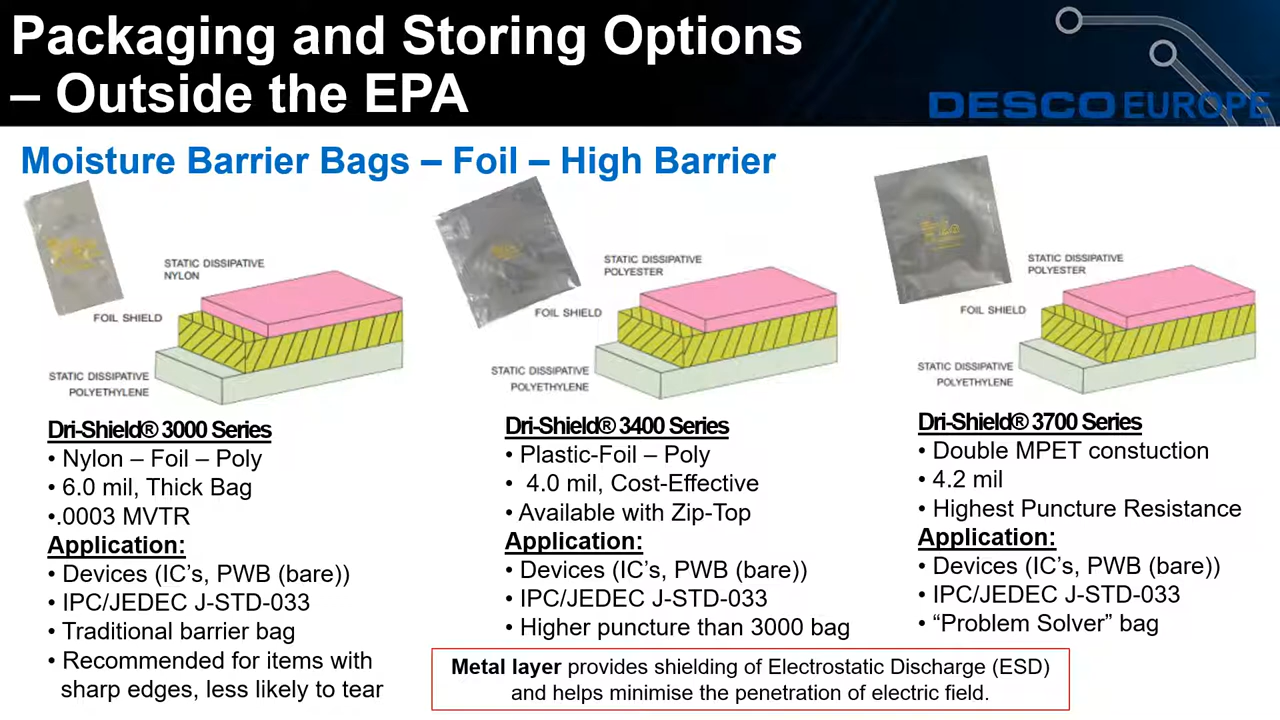 Packaging and Storing Options
– Outside the EPA
DESCO EUROPE
Moisture Barrier Bags – Foil – High Barrier
STATIC DISSIPATIVE
NYLON
FOIL SHIELD
STATIC DISSIPATIVE
POLYETHYLENE
Dri-Shield® 3000 Series
• Nylon – Foil – Poly
• 6.0 mil, Thick Bag
•.0003 MVTR
Application:
• Devices (IC’s, PWB (bare))
• IPC/JEDEC J-STD-033
• Traditional barrier bag
• Recommended for items with
sharp edges, less likely to tear
STATIC DISSIPATIVE
POLYESTER
FOIL SHIELD
STATIC DISSIPATIVE
POLYETHYLENE
Dri-Shield® 3400 Series
• Plastic-Foil – Poly
• 4.0 mil, Cost-Effective
• Available with Zip-Top
Application:
• Devices (IC’s, PWB (bare))
• IPC/JEDEC J-STD-033
• Higher puncture than 3000 bag
STATIC DISSIPATIVE
POLYESTER
FOIL SHIELD
STATIC DISSIPATIVE
POLYETHYLENE
Dri-Shield® 3700 Series
• Double MPET constuction
• 4.2 mil
• Highest Puncture Resistance
Application:
• Devices (IC’s, PWB (bare))
• IPC/JEDEC J-STD-033
• “Problem Solver” bag
Metal layer provides shielding of Electrostatic Discharge (ESD)
and helps minimise the penetration of electric field.